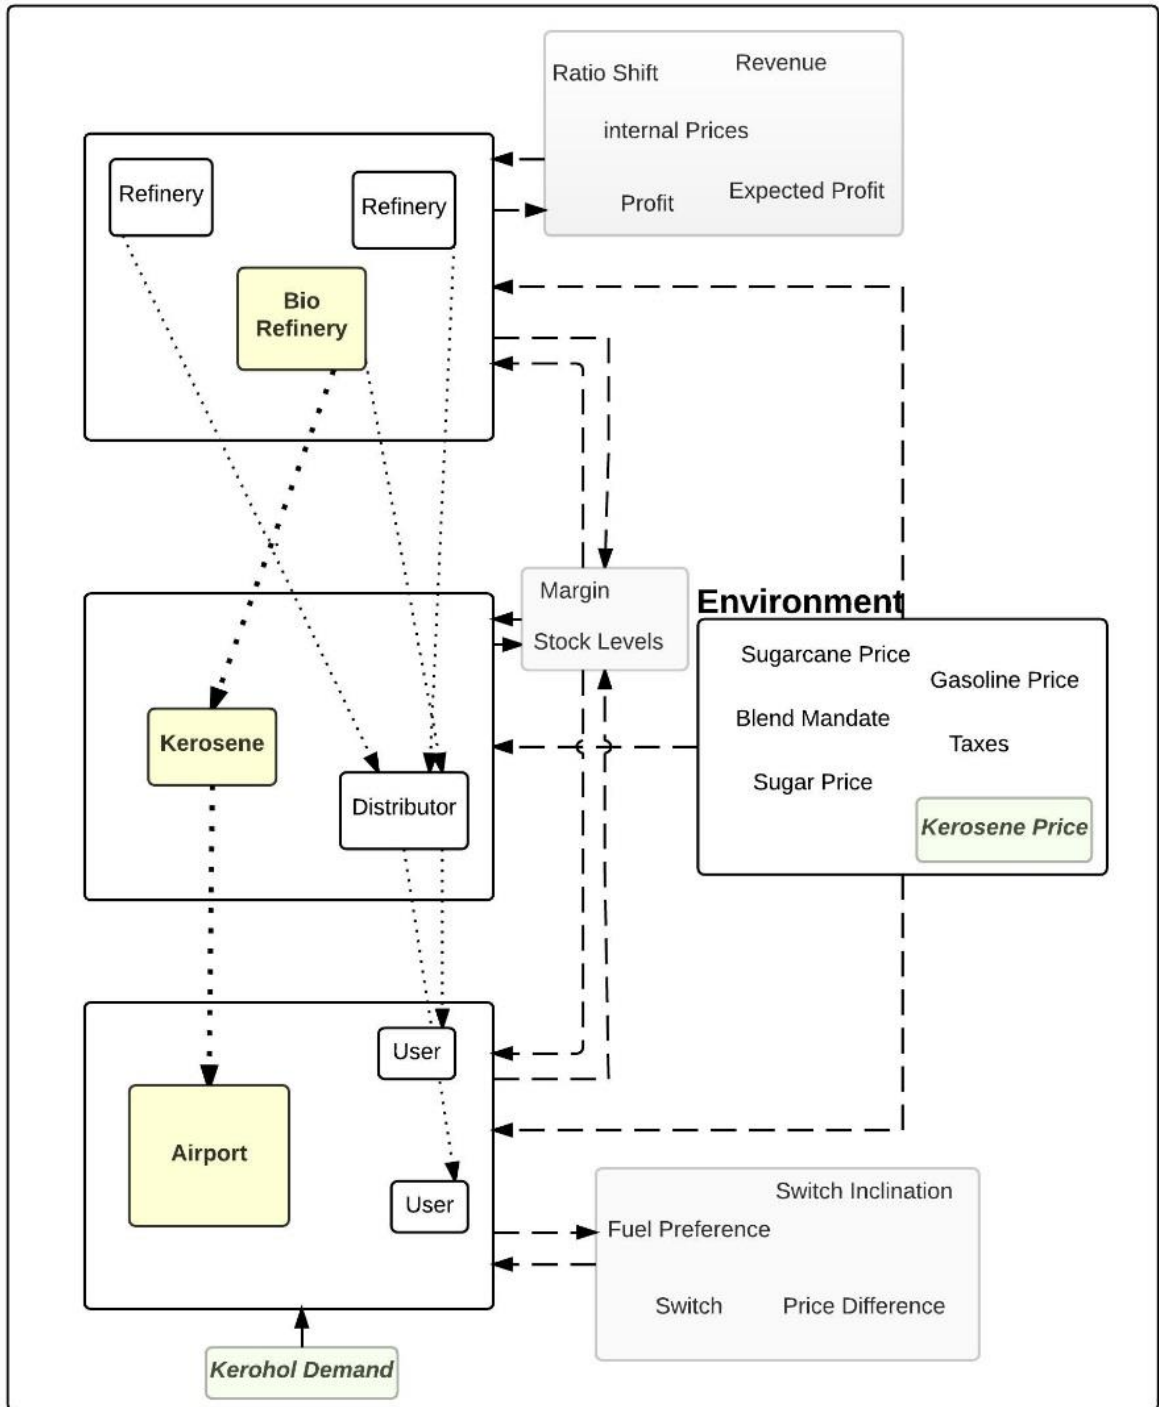 Ratio Shift
Revenue
internal Prices
Profit
Expected Profit
Refinery
Refinery
Bio
Refinery
Margin
Stock Levels
Environment
Sugarcane Price
Gasoline Price
Blend Mandate
Taxes
Sugar Price
Kerosene Price
Kerosene
Distributor
User
Airport
User
Switch Inclination
Fuel Preference
Switch
Price Difference
Kerohol Demand